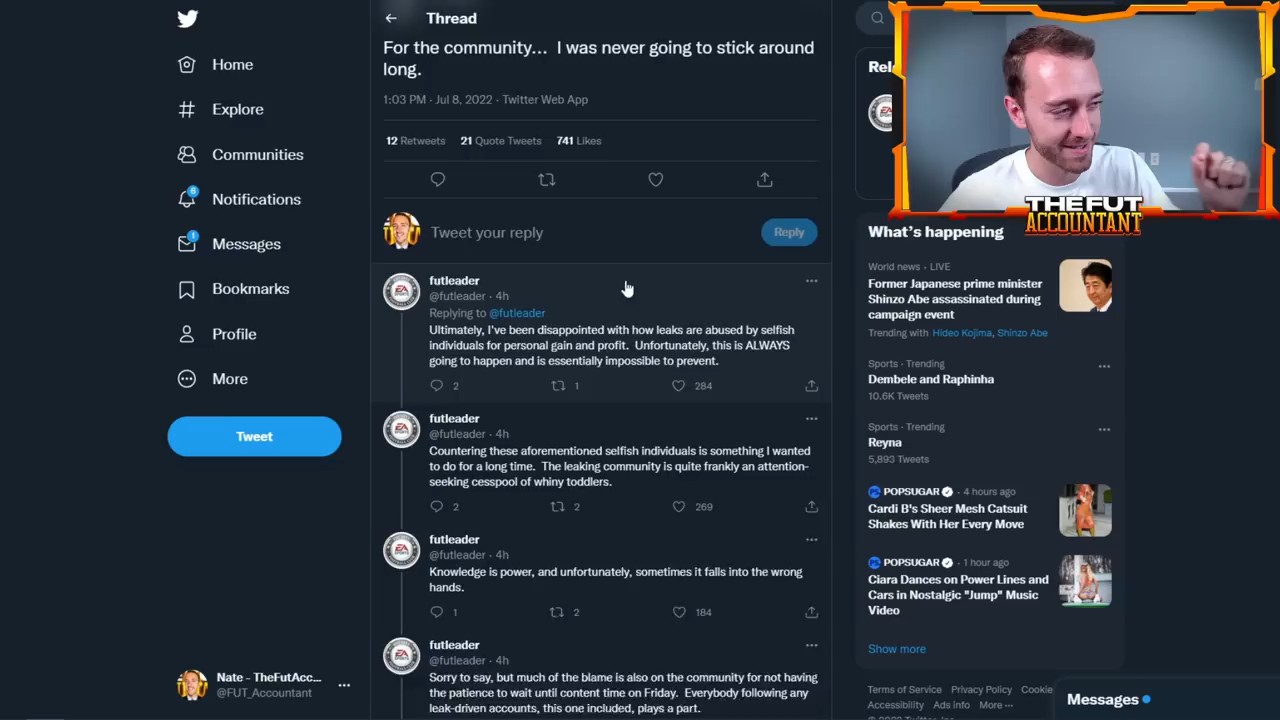 Thread
For the community... I was never going to stick around
long.
1:03 Pm · Jul 8, 2022 · Twitter Web App
12 Retweets 21 Quote Tweets 741 Likes
Tweet your reply
Reply
futleader
@futleader · 4h
Replying to @futleader
Ultimately, I've been disappointed with how leaks are abused by selfish
individuals for personal gain and profit. Unfortunately, this is ALWAYS
going to happen and is essentially impossible to prevent.
2 1 284
futleader
@futleader · 4h
Countering these aforementioned selfish individuals is something I wanted
to do for a long time. The leaking community is quite frankly an attention-
seeking cesspool of whiny toddlers.
2 2 269
futleader
@futleader · 4h
Knowledge is power, and unfortunately, sometimes it falls into the wrong
hands.
1 2 184
futleader
@futleader · 4h
Sorry to say, but much of the blame is also on the community for not having
the patience to wait until content time on Friday. Everybody following any
leak-driven accounts, this one included, plays a part.
Home
Explore
Communities
6
Notifications
1
Messages
Bookmarks
Profile
More
Tweet
Nate - TheFutAcc...
@FUT_Accountant
Rel
THE FUT
ACCOUNTANT
What's happening
World news · LIVE
Former Japanese prime minister
Shinzo Abe assassinated during
campaign event
Trending with Hideo Kojima, Shinzo Abe
Sports · Trending
Dembele and Raphinha
10.6K Tweets
Sports · Trending
Reyna
5,893 Tweets
POPSUGAR · 4 hours ago
Cardi B's Sheer Mesh Catsuit
Shakes With Her Every Move
POPSUGAR · 1 hour ago
Ciara Dances on Power Lines and
Cars in Nostalgic "Jump" Music
Video
Show more
Terms of Service Privacy Policy Cookie
Accessibility Ads info More ...
Messages